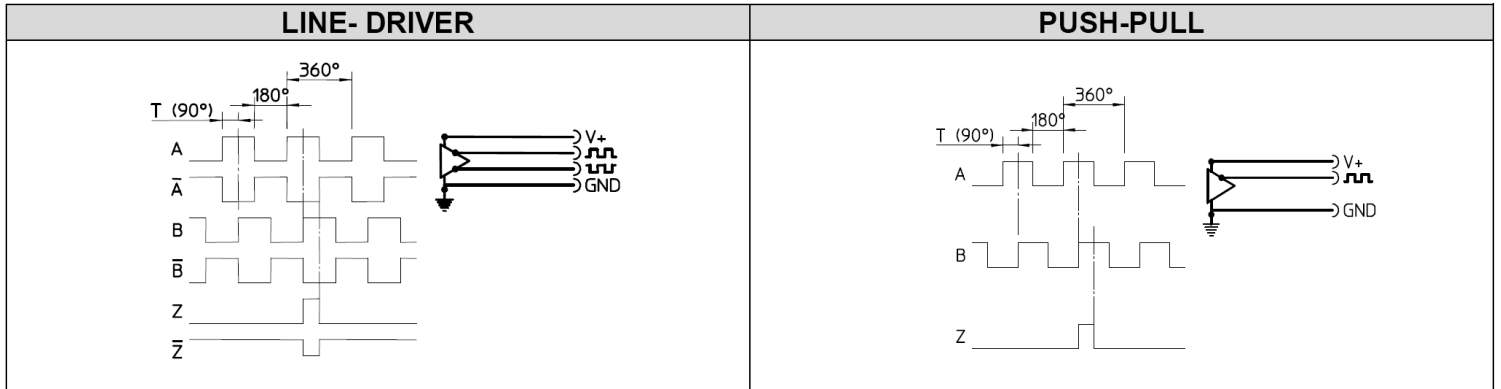 LINE- DRIVER
360°
180°
T (90°)
A
A̅
B
B̅
Z
Z̅
V+
GND
PUSH-PULL
360°
180°
T (90°)
A
B
Z
V+
GND